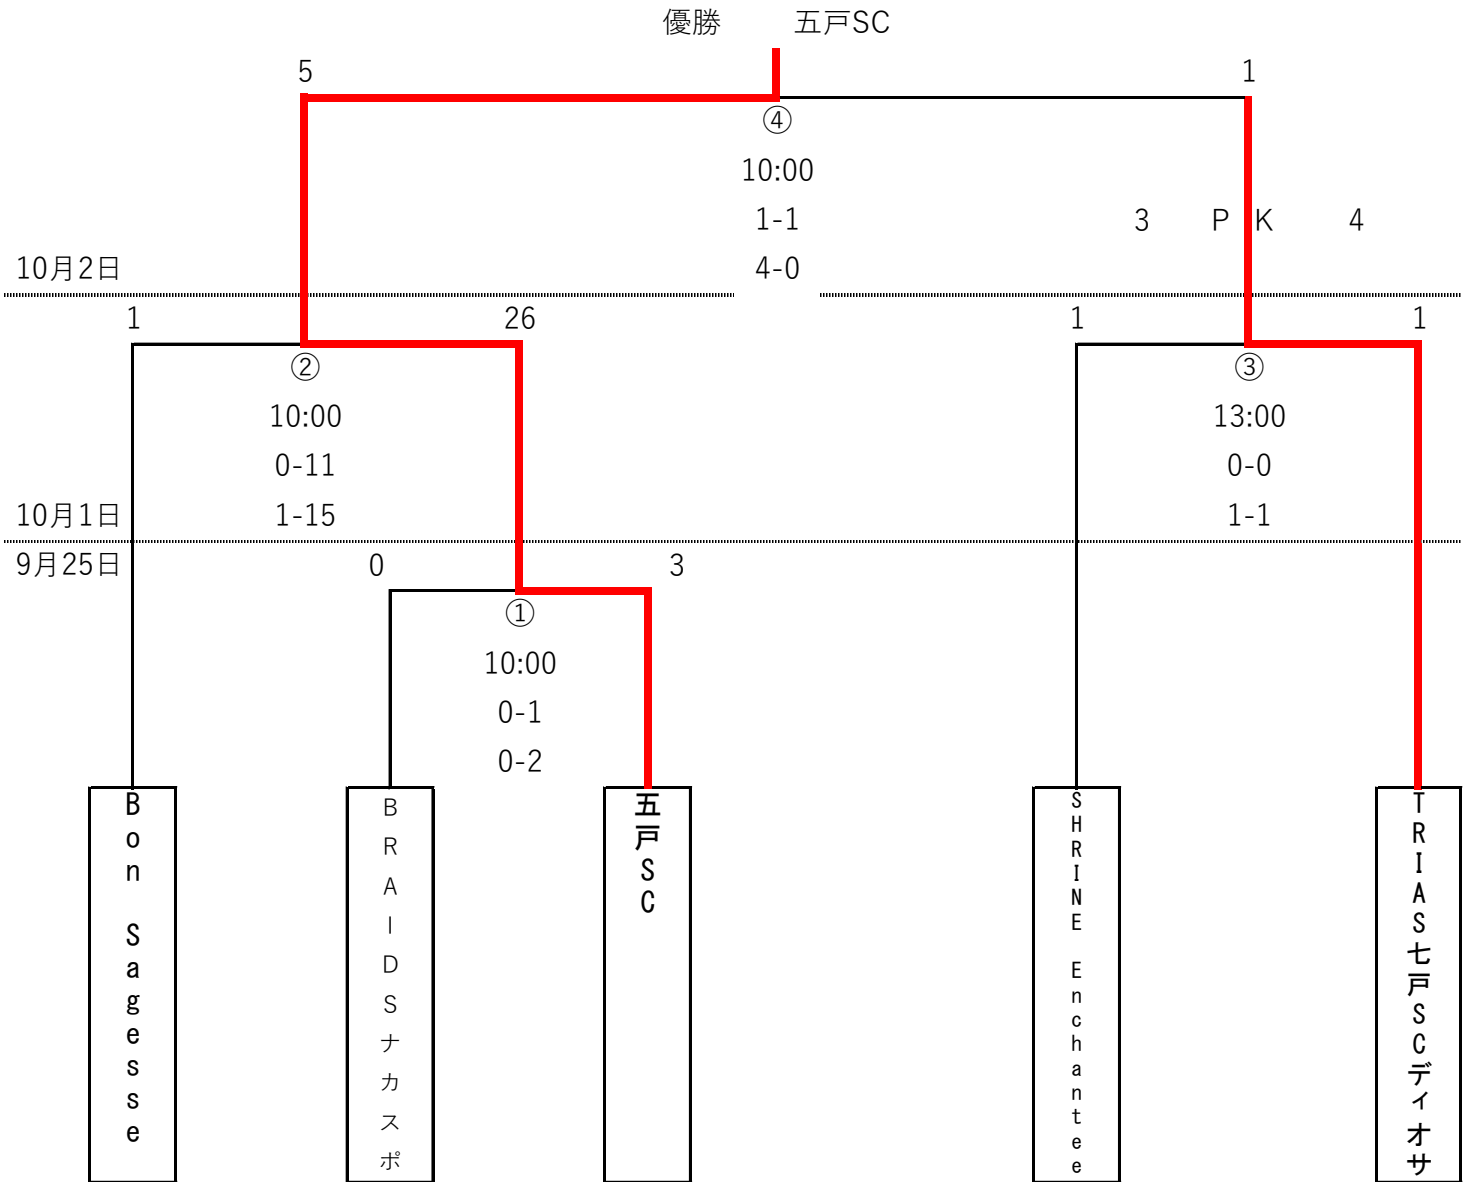 優勝 五戸SC
5 1
④
10:00
1-1
3 PK 4
10月2日
4-0
1 26 1 1
② ③
10:00 13:00
0-11 0-0
10月1日
1-15 1-1
9月25日
0 3
①
10:00
0-1
0-2
Bon Sagesse
BRAIDSナカスポ
五戸SC
SHRINE Enchantee
TRIAS七戸SCディオサ